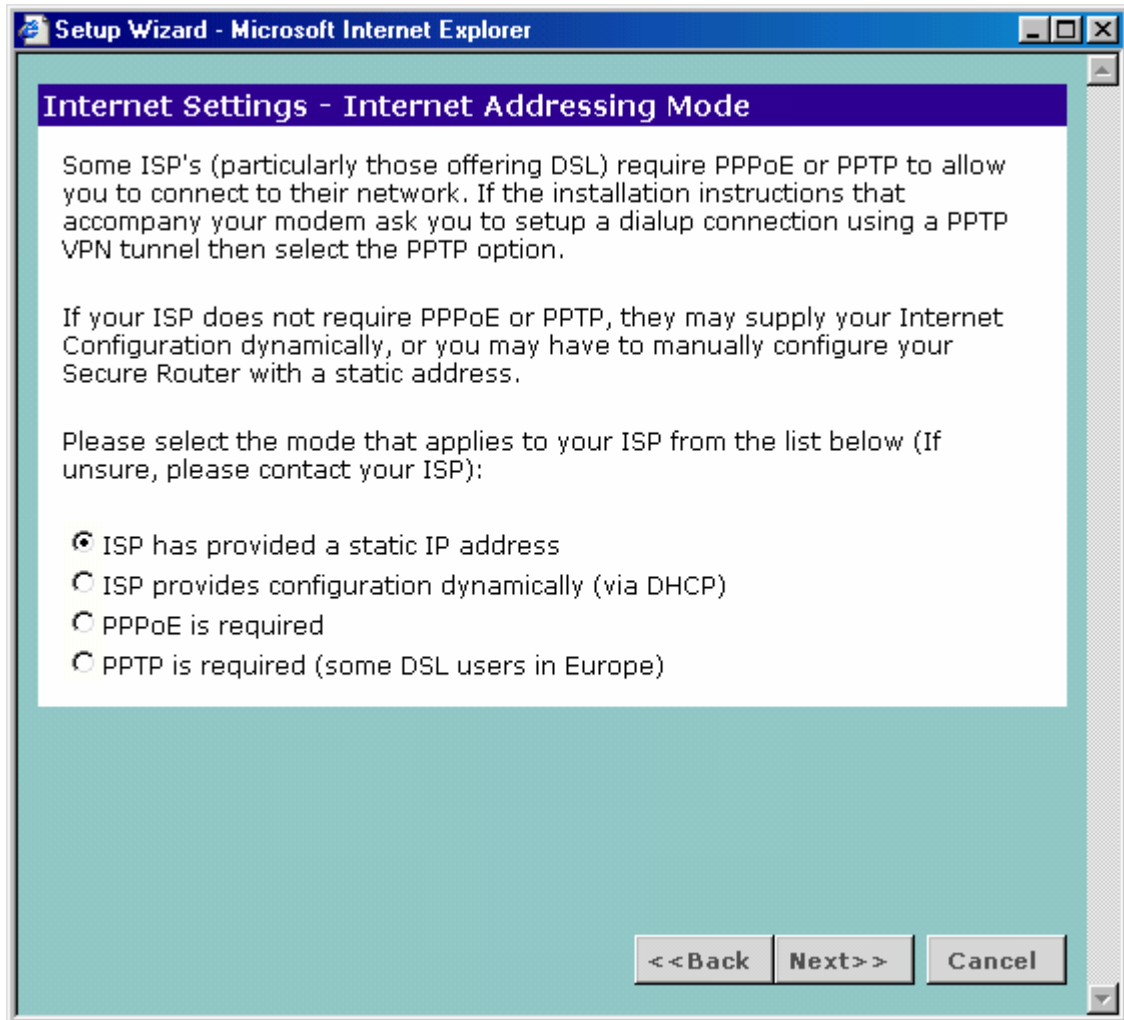 Setup Wizard - Microsoft Internet Explorer
Internet Settings - Internet Addressing Mode
Some ISP's (particularly those offering DSL) require PPPoE or PPTP to allow
you to connect to their network. If the installation instructions that
accompany your modem ask you to setup a dialup connection using a PPTP
VPN tunnel then select the PPTP option.
If your ISP does not require PPPoE or PPTP, they may supply your Internet
Configuration dynamically, or you may have to manually configure your
Secure Router with a static address.
Please select the mode that applies to your ISP from the list below (If
unsure, please contact your ISP):
ISP has provided a static IP address
ISP provides configuration dynamically (via DHCP)
PPPoE is required
PPTP is required (some DSL users in Europe)
<<Back Next>> Cancel